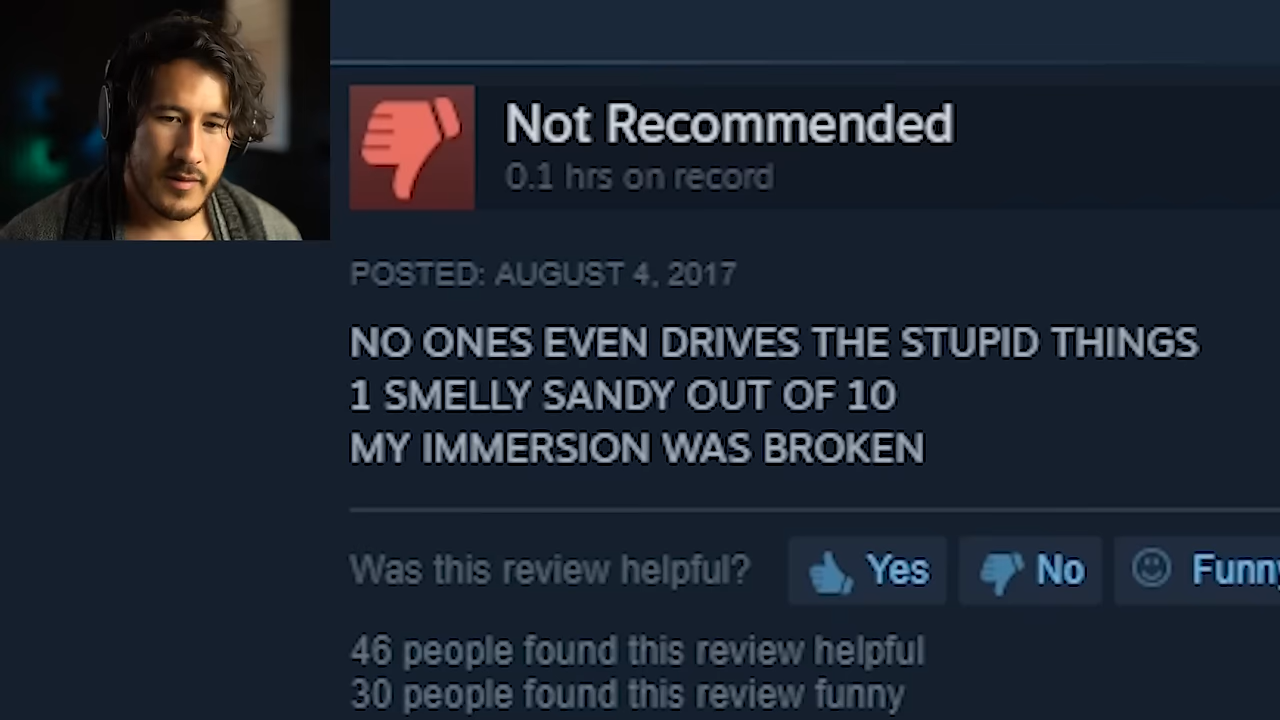 Not Recommended
0.1 hrs on record
POSTED: AUGUST 4, 2017
NO ONES EVEN DRIVES THE STUPID THINGS
1 SMELLY SANDY OUT OF 10
MY IMMERSION WAS BROKEN
Was this review helpful? Yes No Funny
46 people found this review helpful
30 people found this review funny